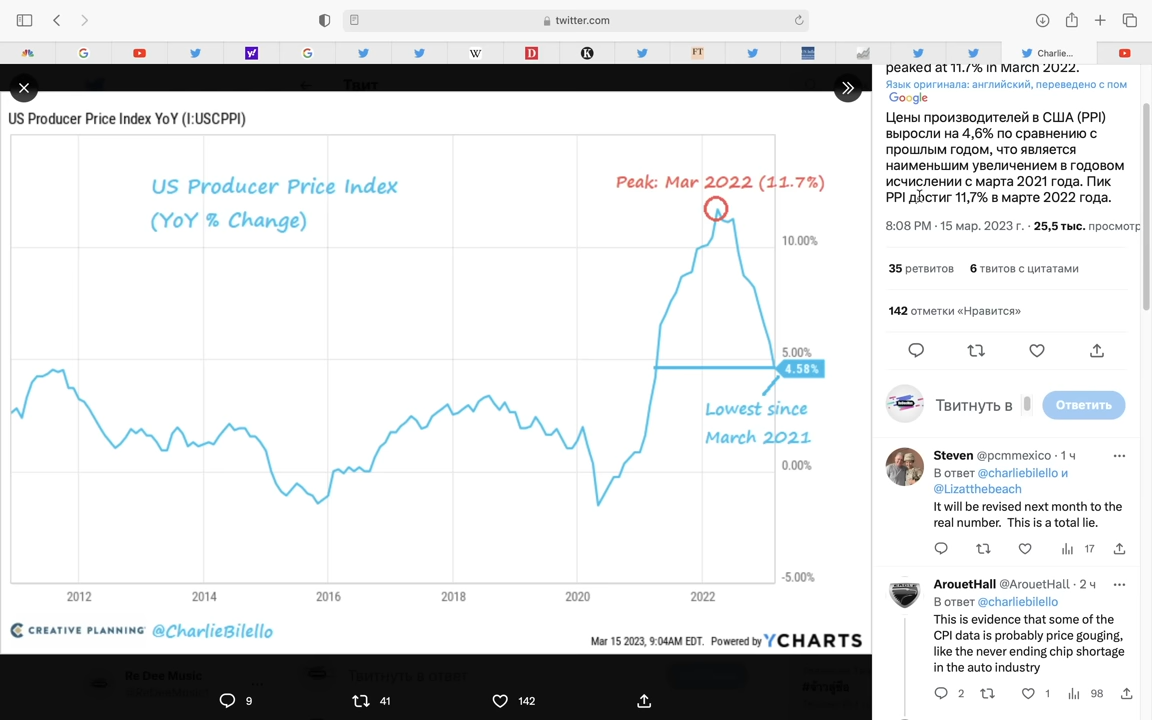 twitter.com
Charlie...
US Producer Price Index YoY (I:USCPPI)
US Producer Price Index
(YoY % Change)
Peak: Mar 2022 (11.7%)
10.00%
5.00%
4.58%
Lowest since
March 2021
0.00%
-5.00%
2012 2014 2016 2018 2020 2022
CREATIVE PLANNING @CharlieBilello
Mar 15 2023, 9:04AM EDT. Powered by YCHARTS
Re Dee Music
Твитнуть в ответ
9 41 142
peaked at 11.7% in March 2022.
Язык оригинала: английский, переведено с пом
Google
Цены производителей в США (PPI)
выросли на 4,6% по сравнению с
прошлым годом, что является
наименьшим увеличением в годовом
исчислении с марта 2021 года. Пик
PPI достиг 11,7% в марте 2022 года.
8:08 PM · 15 мар. 2023 г. · 25,5 тыс. просмотр
35 ретвитов 6 твитов с цитатами
142 отметки «Нравится»
Твитнуть в
Ответить
Steven @pcmmexico · 1 ч
В ответ @charliebilello и
@Lizatthebeach
It will be revised next month to the
real number. This is a total lie.
17
ArouetHall @ArouetHall · 2 ч
В ответ @charliebilello
This is evidence that some of the
CPI data is probably price gouging,
like the never ending chip shortage
in the auto industry
2 1 98